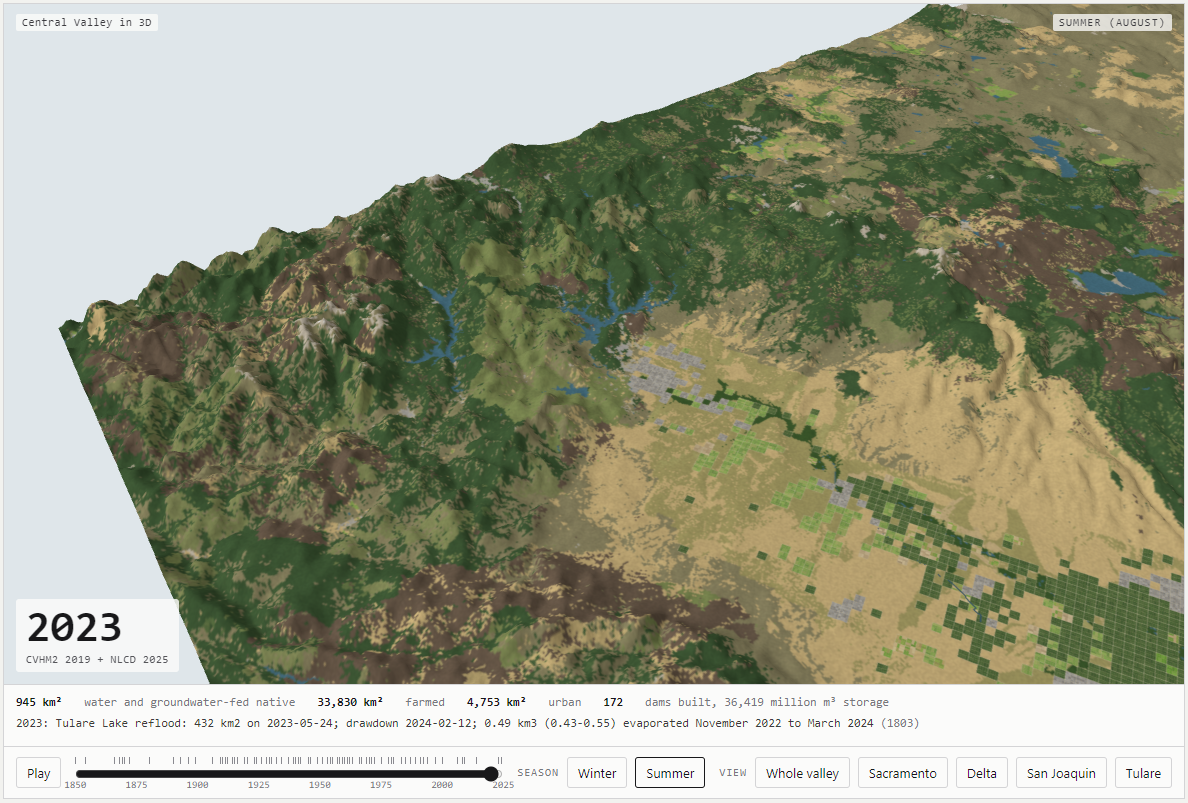 Central Valley in 3D
SUMMER (AUGUST)
2023
CVHM2 2019 + NLCD 2025
945 km² water and groundwater-fed native 33,830 km² farmed 4,753 km² urban 172 dams built, 36,419 million m³ storage
2023: Tulare Lake reflood: 432 km2 on 2023-05-24; drawdown 2024-02-12; 0.49 km3 (0.43-0.55) evaporated November 2022 to March 2024 (1803)
Play
1850 1875 1900 1925 1950 1975 2000 2025
SEASON Winter Summer VIEW Whole valley Sacramento Delta San Joaquin Tulare